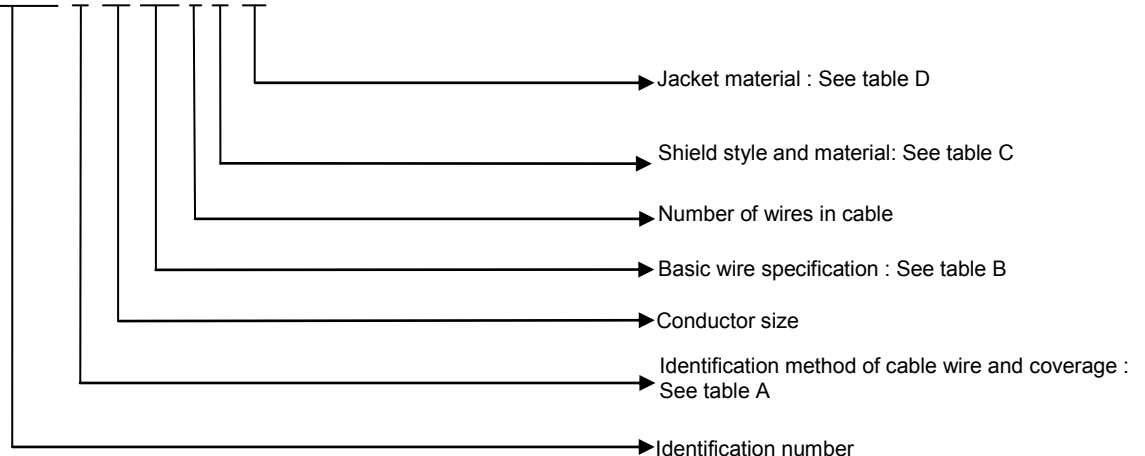 Jacket material : See table D
Shield style and material: See table C
Number of wires in cable
Basic wire specification : See table B
Conductor size
Identification method of cable wire and coverage :
See table A
Identification number